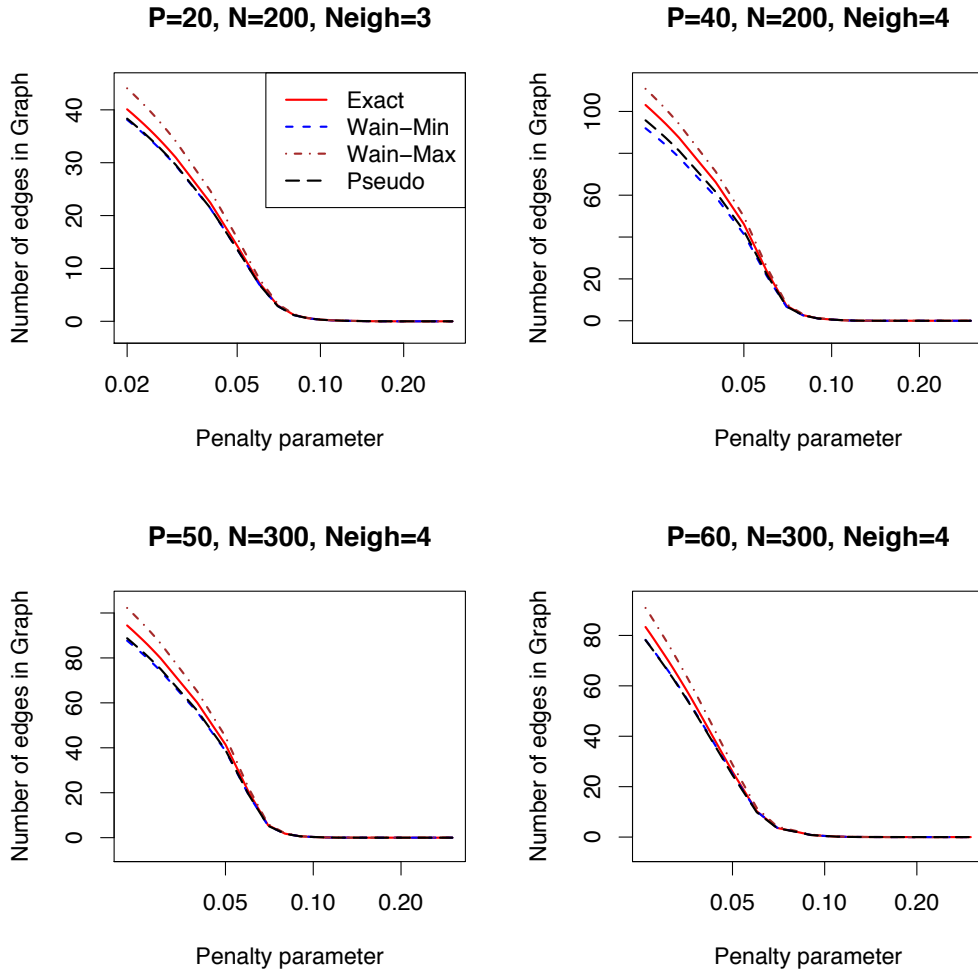 P=20, N=200, Neigh=3
Number of edges in Graph
0 10 20 30 40
Exact
Wain−Min
Wain−Max
Pseudo
0.02 0.05 0.10 0.20
Penalty parameter
P=40, N=200, Neigh=4
Number of edges in Graph
0 20 60 100
0.05 0.10 0.20
Penalty parameter
P=50, N=300, Neigh=4
Number of edges in Graph
0 20 40 60 80
0.05 0.10 0.20
Penalty parameter
P=60, N=300, Neigh=4
Number of edges in Graph
0 20 40 60 80
0.05 0.10 0.20
Penalty parameter